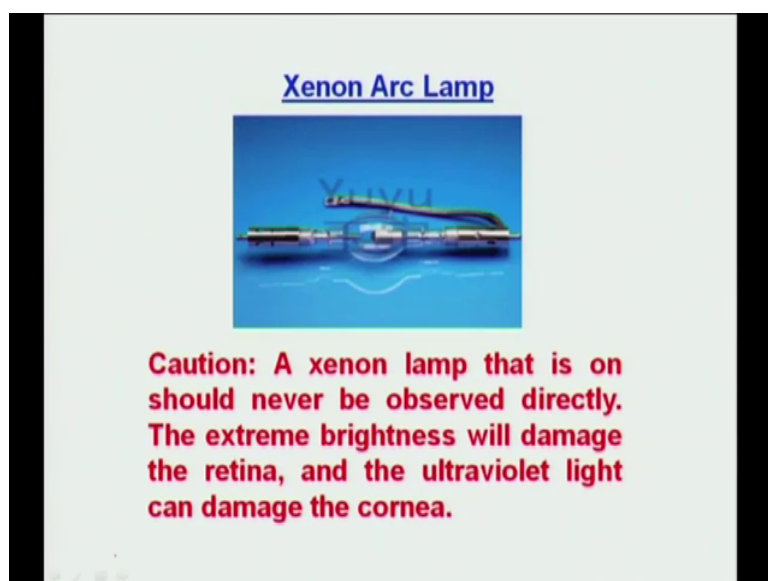 Xenon Arc Lamp
Xuyu
Caution: A xenon lamp that is on
should never be observed directly.
The extreme brightness will damage
the retina, and the ultraviolet light
can damage the cornea.